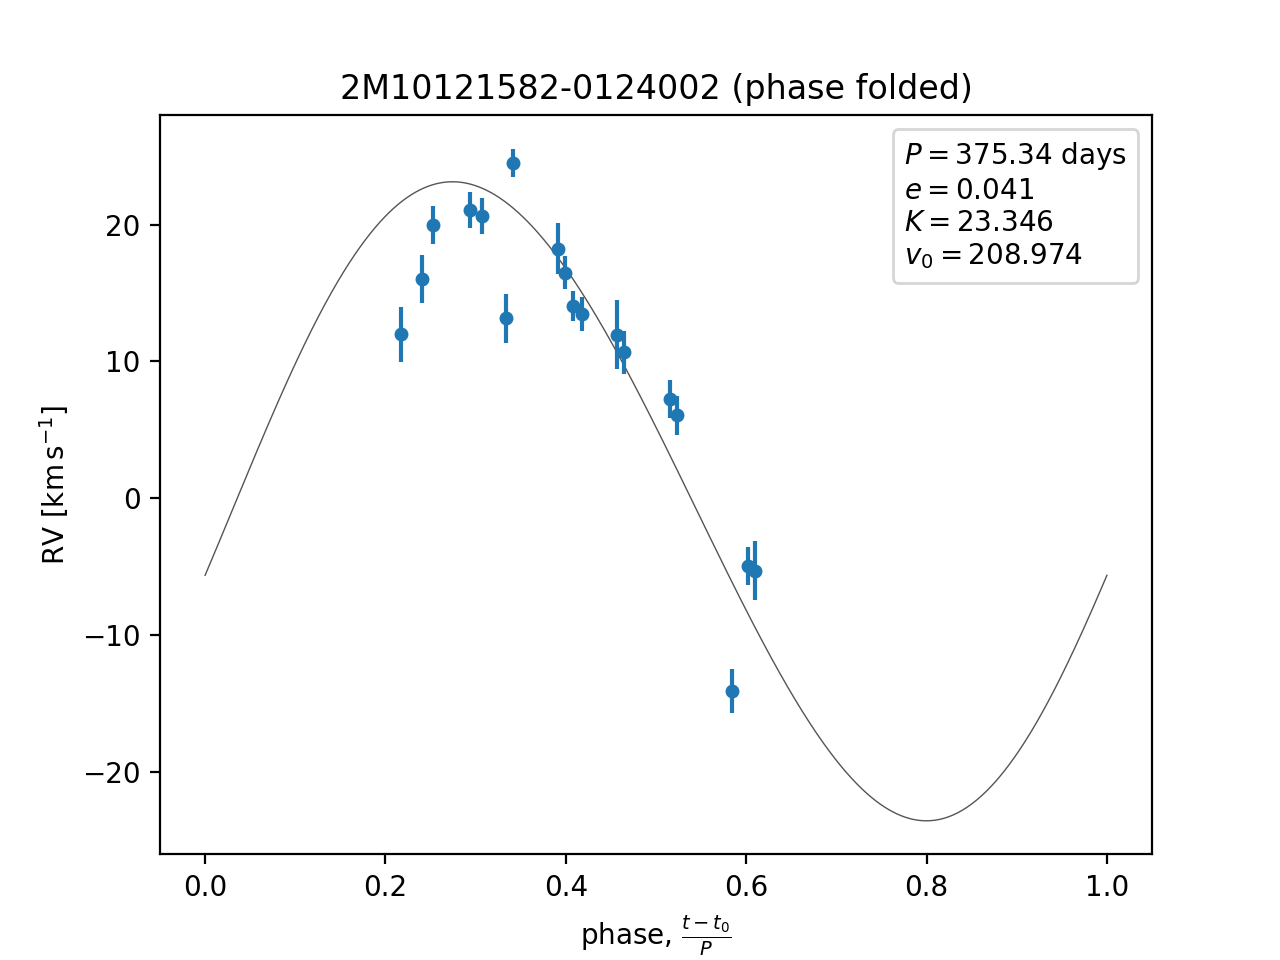 2M10121582-0124002 (phase folded)
P = 375.34 days
e = 0.041
K = 23.346
v₀ = 208.974
RV [km s⁻¹]
20
10
0
−10
−20
0.0 0.2 0.4 0.6 0.8 1.0
phase, (t − t₀)/P